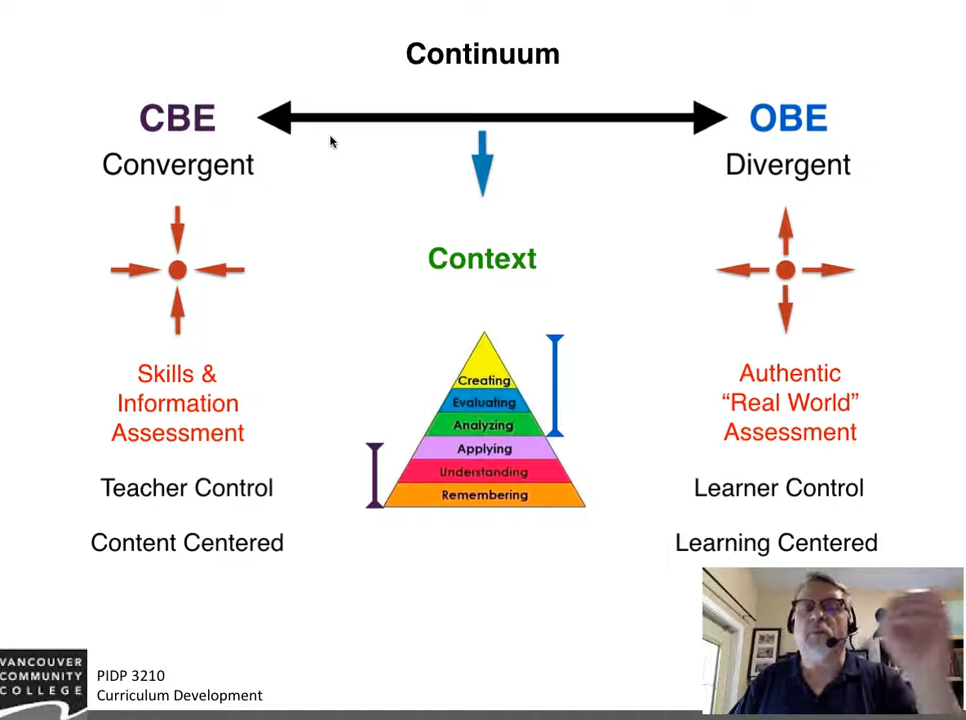 Continuum
CBE
OBE
Convergent
Divergent
Context
Skills &
Information
Assessment
Authentic
“Real World”
Assessment
Creating
Evaluating
Analyzing
Applying
Understanding
Remembering
Teacher Control
Learner Control
Content Centered
Learning Centered
VANCOUVER
COMMUNITY
COLLEGE
PIDP 3210
Curriculum Development